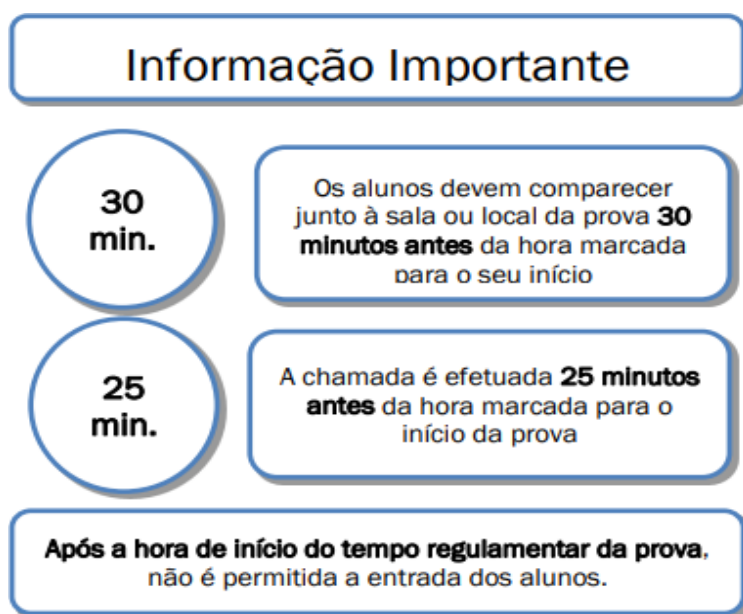 Informação Importante
30
min.
Os alunos devem comparecer
junto à sala ou local da prova 30
minutos antes da hora marcada
para o seu início
25
min.
A chamada é efetuada 25 minutos
antes da hora marcada para o
início da prova
Após a hora de início do tempo regulamentar da prova,
não é permitida a entrada dos alunos.